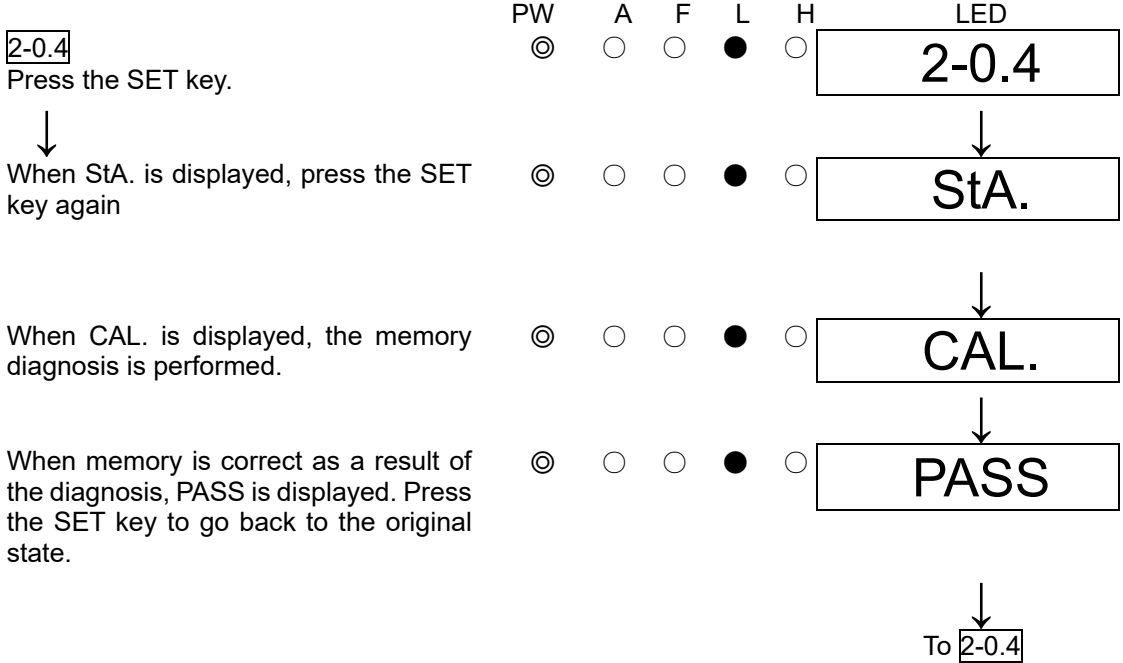 PW A F L H LED
2-0.4 ◎ ○ ○ ● ○ 2-0.4
Press the SET key.
↓ ↓
When StA. is displayed, press the SET ◎ ○ ○ ● ○ StA.
key again
↓
When CAL. is displayed, the memory ◎ ○ ○ ● ○ CAL.
diagnosis is performed.
↓
When memory is correct as a result of ◎ ○ ○ ● ○ PASS
the diagnosis, PASS is displayed. Press
the SET key to go back to the original
state.
↓
To 2-0.4